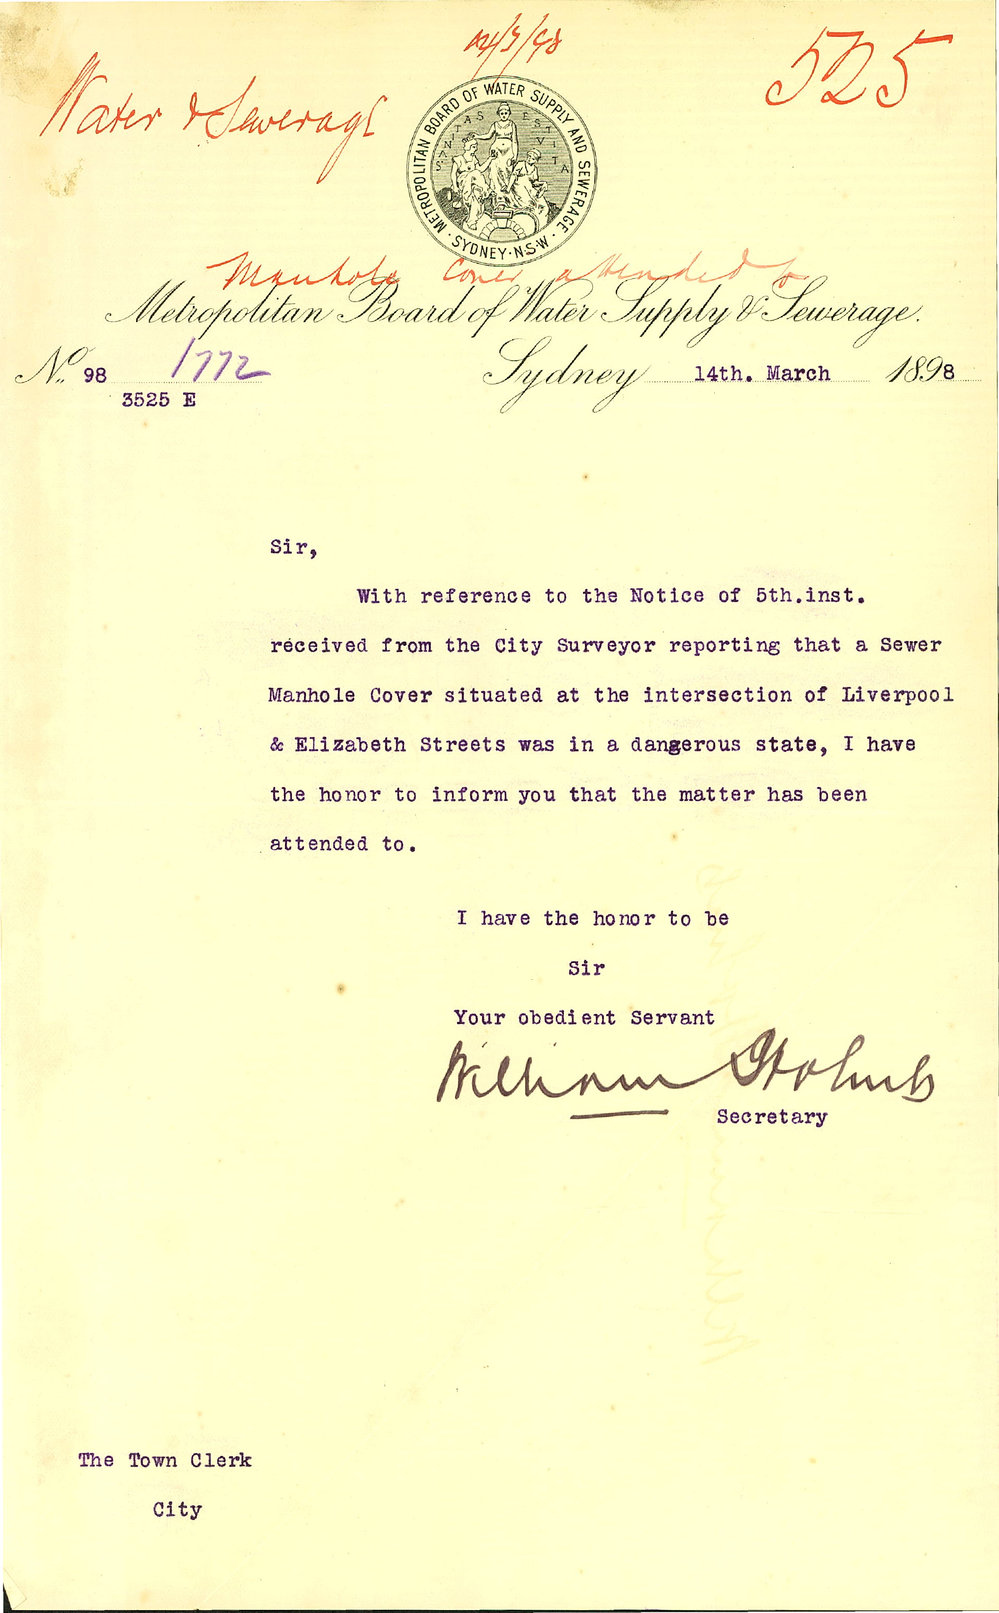 14/3/98
525
Water & Sewerage
METROPOLITAN BOARD OF WATER SUPPLY AND SEWERAGE
SANITAS EST VITA
· SYDNEY · N·S·W ·
Manhole Cover attended to
Metropolitan Board of Water Supply & Sewerage.
No. 98 1772 Sydney 14th. March 1898
3525 E
Sir,
With reference to the Notice of 5th.inst.
received from the City Surveyor reporting that a Sewer
Manhole Cover situated at the intersection of Liverpool
& Elizabeth Streets was in a dangerous state, I have
the honor to inform you that the matter has been
attended to.
I have the honor to be
Sir
Your obedient Servant
William Holmes
Secretary
The Town Clerk
City